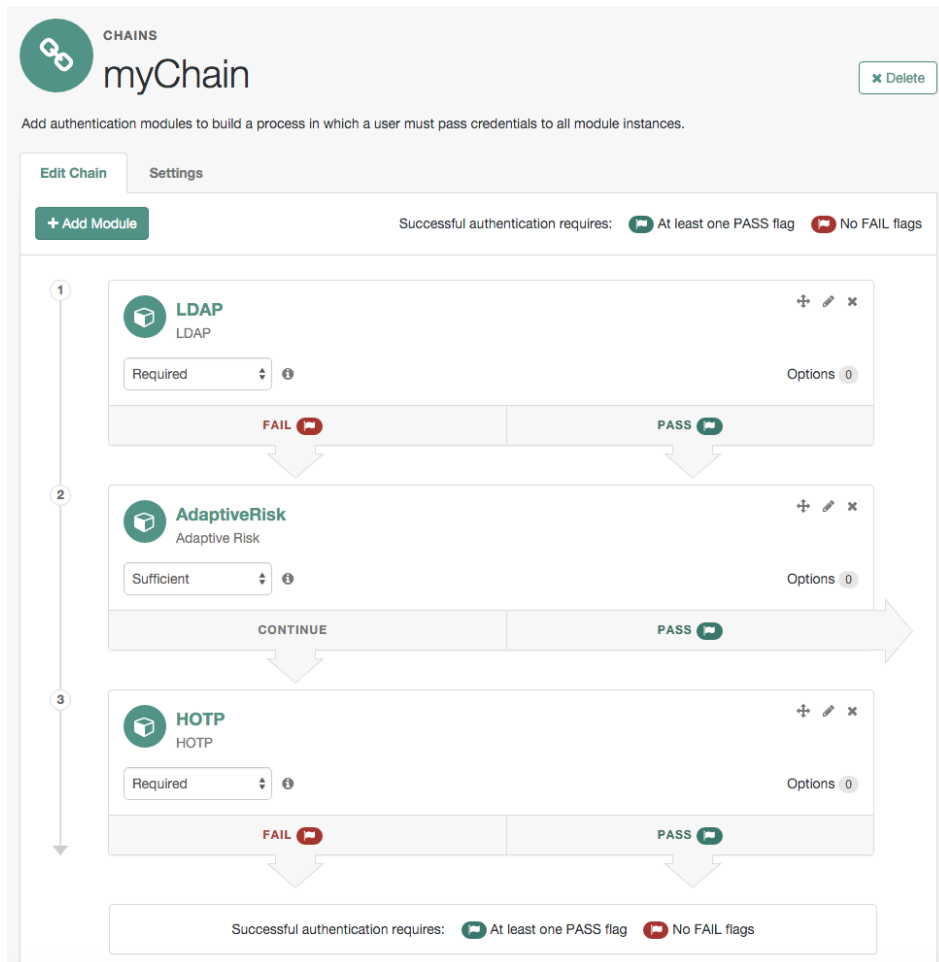 CHAINS
myChain
Delete
Add authentication modules to build a process in which a user must pass credentials to all module instances.
Edit Chain Settings
+ Add Module Successful authentication requires: At least one PASS flag No FAIL flags
1
LDAP
LDAP
Required Options 0
FAIL PASS
2
AdaptiveRisk
Adaptive Risk
Sufficient Options 0
CONTINUE PASS
3
HOTP
HOTP
Required Options 0
FAIL PASS
Successful authentication requires: At least one PASS flag No FAIL flags